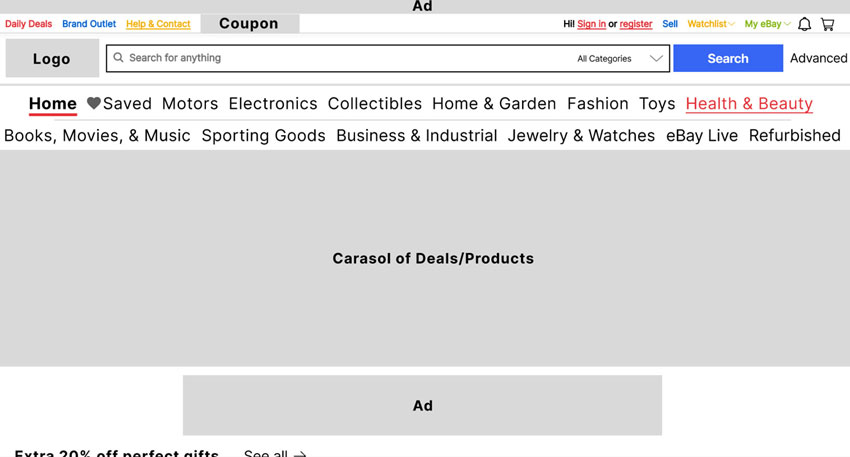 Ad
Daily Deals Brand Outlet Help & Contact Coupon Hi! Sign in or register Sell Watchlist My eBay
Logo Search for anything All Categories Search Advanced
Home Saved Motors Electronics Collectibles Home & Garden Fashion Toys Health & Beauty
Books, Movies, & Music Sporting Goods Business & Industrial Jewelry & Watches eBay Live Refurbished
Carasol of Deals/Products
Ad
Extra 20% off perfect gifts See all →